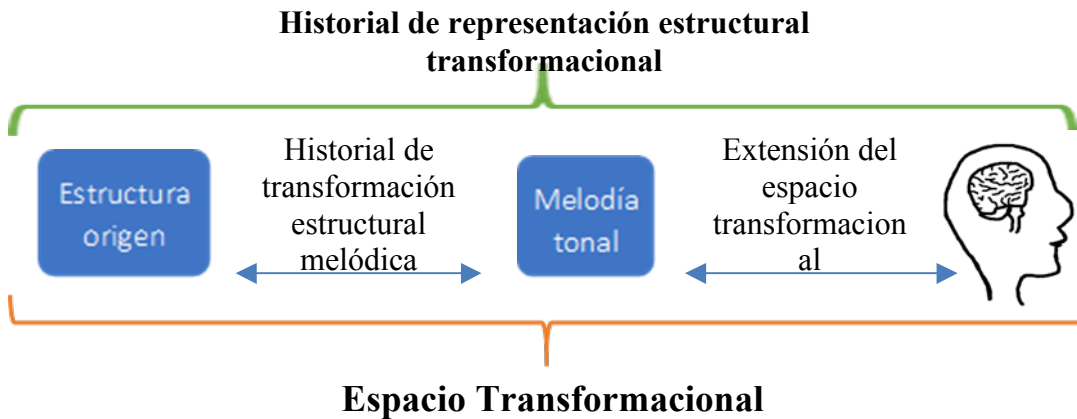 Historial de representación estructural
transformacional
Estructura
origen
Historial de
transformación
estructural
melódica
Melodía
tonal
Extensión del
espacio
transformacion
al
Espacio Transformacional